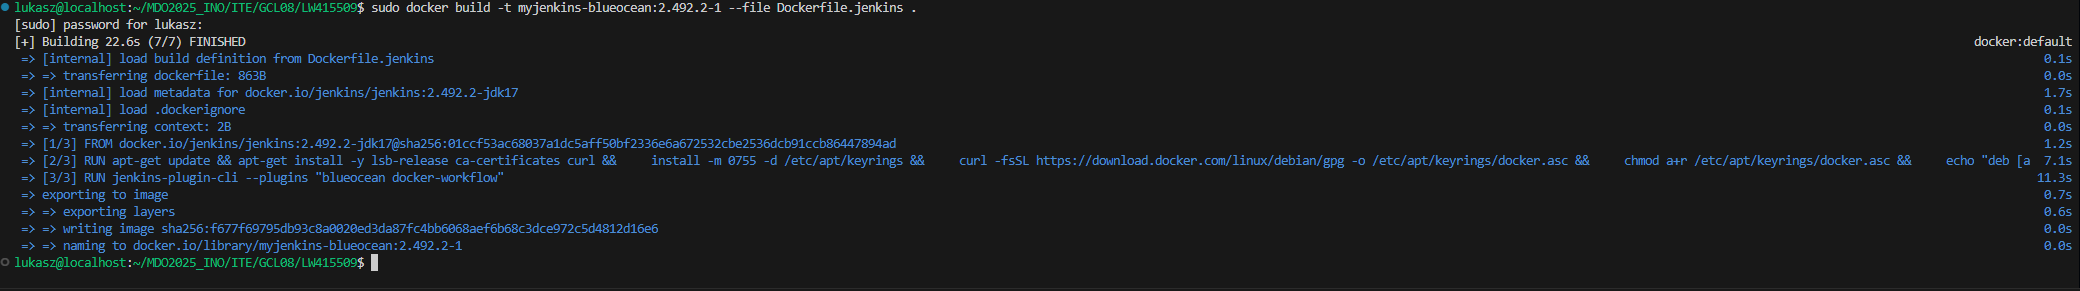 lukasz@localhost:~/MDO2025_INO/ITE/GCL08/LW415509$ sudo docker build -t myjenkins-blueocean:2.492.2-1 --file Dockerfile.jenkins .
[sudo] password for lukasz:
[+] Building 22.6s (7/7) FINISHED docker:default
=> [internal] load build definition from Dockerfile.jenkins 0.1s
=> => transferring dockerfile: 863B 0.0s
=> [internal] load metadata for docker.io/jenkins/jenkins:2.492.2-jdk17 1.7s
=> [internal] load .dockerignore 0.1s
=> => transferring context: 2B 0.0s
=> [1/3] FROM docker.io/jenkins/jenkins:2.492.2-jdk17@sha256:01ccf53ac68037a1dc5aff50bf2336e6a672532cbe2536dcb91ccb86447894ad 1.2s
=> [2/3] RUN apt-get update && apt-get install -y lsb-release ca-certificates curl &&     install -m 0755 -d /etc/apt/keyrings &&     curl -fsSL https://download.docker.com/linux/debian/gpg -o /etc/apt/keyrings/docker.asc &&     chmod a+r /etc/apt/keyrings/docker.asc &&     echo "deb [a 7.1s
=> [3/3] RUN jenkins-plugin-cli --plugins "blueocean docker-workflow" 11.3s
=> exporting to image 0.7s
=> => exporting layers 0.6s
=> => writing image sha256:f677f69795db93c8a0020ed3da87fc4bb6068aef6b68c3dce972c5d4812d16e6 0.0s
=> => naming to docker.io/library/myjenkins-blueocean:2.492.2-1 0.0s
lukasz@localhost:~/MDO2025_INO/ITE/GCL08/LW415509$